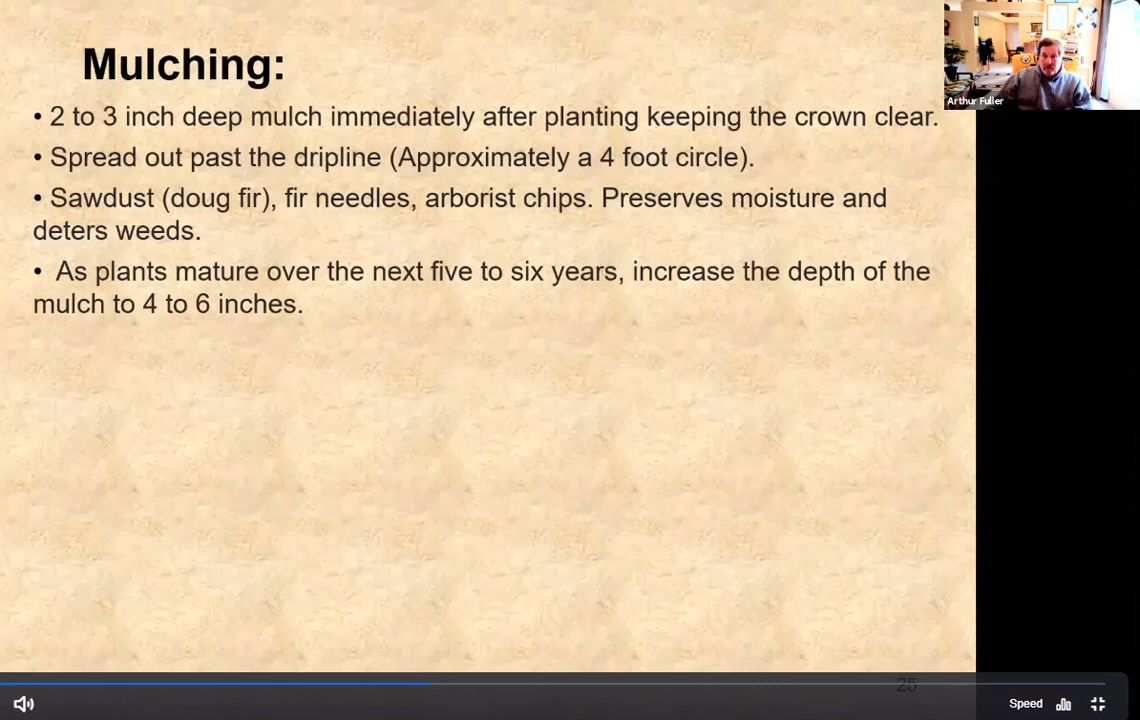 Mulching:
• 2 to 3 inch deep mulch immediately after planting keeping the crown clear.
• Spread out past the dripline (Approximately a 4 foot circle).
• Sawdust (doug fir), fir needles, arborist chips. Preserves moisture and
deters weeds.
• As plants mature over the next five to six years, increase the depth of the
mulch to 4 to 6 inches.
Arthur Fuller
25
Speed